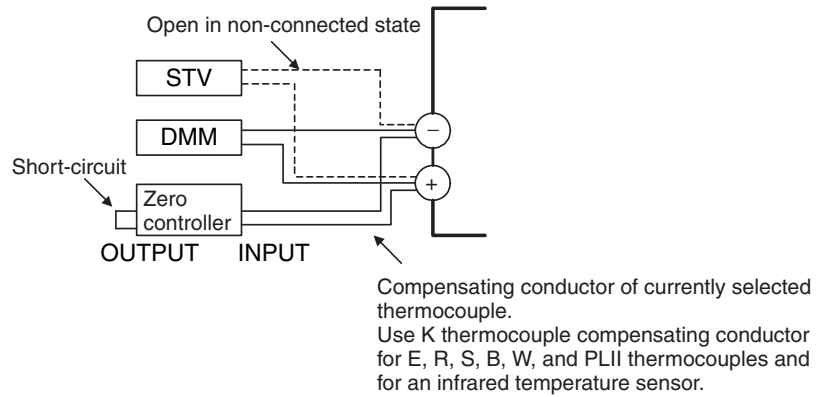 Open in non-connected state
STV
DMM
−
+
Short-circuit
Zero
controller
OUTPUT INPUT
Compensating conductor of currently selected
thermocouple.
Use K thermocouple compensating conductor
for E, R, S, B, W, and PLII thermocouples and
for an infrared temperature sensor.